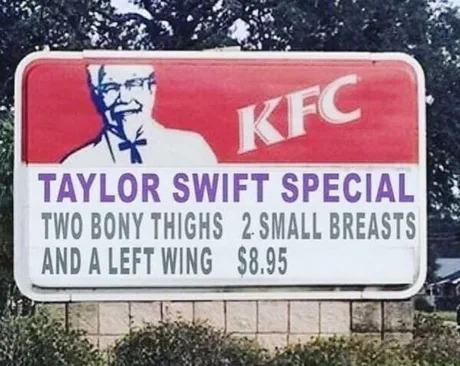 KFC
TAYLOR SWIFT SPECIAL
TWO BONY THIGHS 2 SMALL BREASTS
AND A LEFT WING $8.95